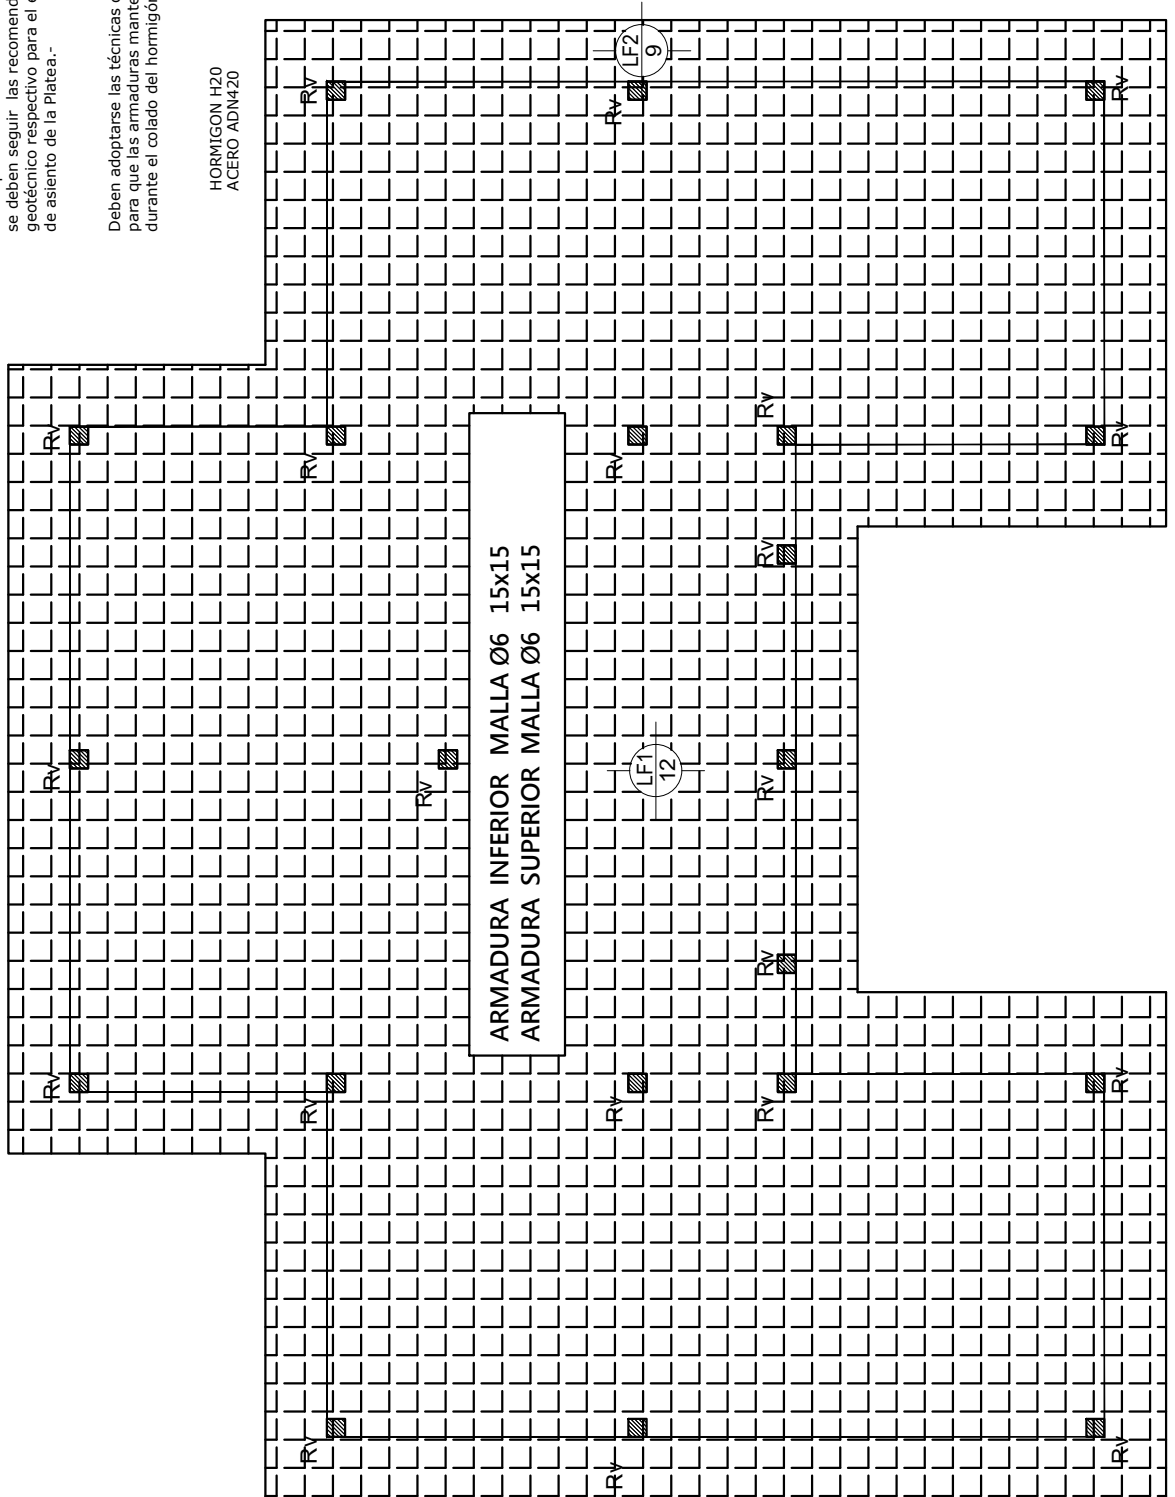 se deben seguir las recomend
geotécnico respectivo para el e
de asiento de la Platea.-
Deben adoptarse las técnicas
para que las armaduras mante
durante el colado del hormigón
HORMIGON H20
ACERO ADN420
Rv
Rv
Rv
LF2
9
Rv
Rv
Rv
Rv
Rv
Rv
ARMADURA INFERIOR MALLA Ø6 15x15
ARMADURA SUPERIOR MALLA Ø6 15x15
Rv
Rv
LF1
12
Rv
Rv
Rv
Rv
Rv
Rv
Rv
Rv
Rv
Rv